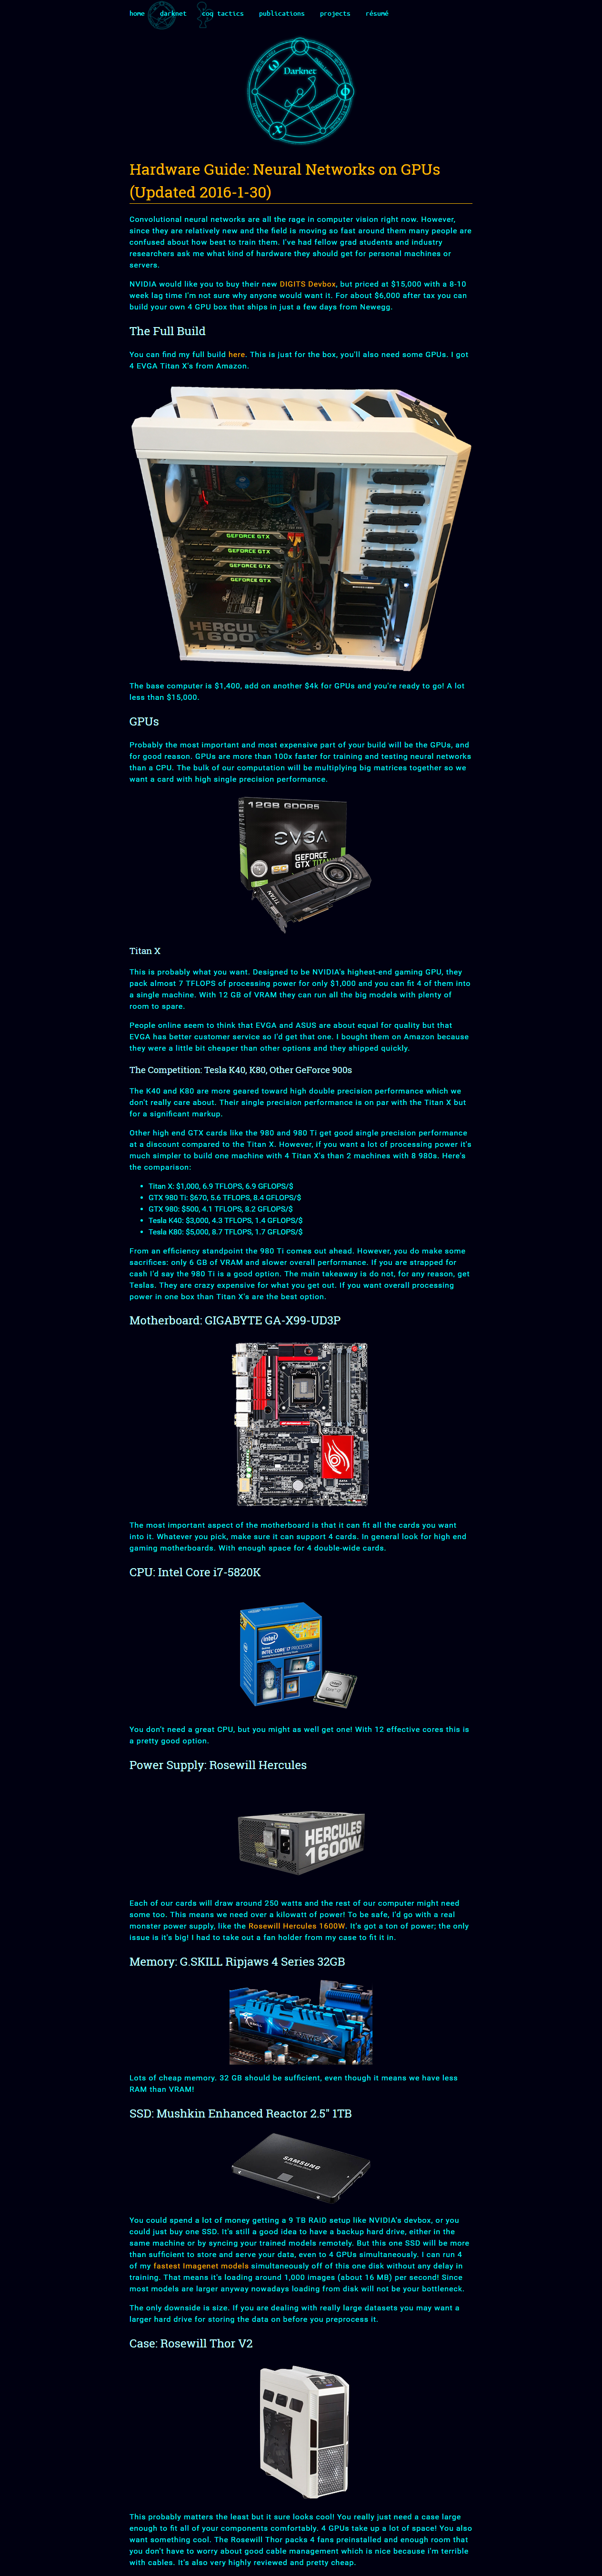 home darknet coq tactics publications projects résumé
Darknet
Hardware Guide: Neural Networks on GPUs
(Updated 2016-1-30)
Convolutional neural networks are all the rage in computer vision right now. However,
since they are relatively new and the field is moving so fast around them many people are
confused about how best to train them. I've had fellow grad students and industry
researchers ask me what kind of hardware they should get for personal machines or
servers.
NVIDIA would like you to buy their new DIGITS Devbox, but priced at $15,000 with a 8-10
week lag time I'm not sure why anyone would want it. For about $6,000 after tax you can
build your own 4 GPU box that ships in just a few days from Newegg.
The Full Build
You can find my full build here. This is just for the box, you'll also need some GPUs. I got
4 EVGA Titan X's from Amazon.
GEFORCE GTX
GEFORCE GTX
GEFORCE GTX
GEFORCE GTX
HERCUL
1600
The base computer is $1,400, add on another $4k for GPUs and you're ready to go! A lot
less than $15,000.
GPUs
Probably the most important and most expensive part of your build will be the GPUs, and
for good reason. GPUs are more than 100x faster for training and testing neural networks
than a CPU. The bulk of our computation will be multiplying big matrices together so we
want a card with high single precision performance.
12GB GDDR5
EVGA
GEFORCE
GTX TITAN
TITAN
Titan X
This is probably what you want. Designed to be NVIDIA's highest-end gaming GPU, they
pack almost 7 TFLOPS of processing power for only $1,000 and you can fit 4 of them into
a single machine. With 12 GB of VRAM they can run all the big models with plenty of
room to spare.
People online seem to think that EVGA and ASUS are about equal for quality but that
EVGA has better customer service so I'd get that one. I bought them on Amazon because
they were a little bit cheaper than other options and they shipped quickly.
The Competition: Tesla K40, K80, Other GeForce 900s
The K40 and K80 are more geared toward high double precision performance which we
don't really care about. Their single precision performance is on par with the Titan X but
for a significant markup.
Other high end GTX cards like the 980 and 980 Ti get good single precision performance
at a discount compared to the Titan X. However, if you want a lot of processing power it's
much simpler to build one machine with 4 Titan X's than 2 machines with 8 980s. Here's
the comparison:
• Titan X: $1,000, 6.9 TFLOPS, 6.9 GFLOPS/$
• GTX 980 Ti: $670, 5.6 TFLOPS, 8.4 GFLOPS/$
• GTX 980: $500, 4.1 TFLOPS, 8.2 GFLOPS/$
• Tesla K40: $3,000, 4.3 TFLOPS, 1.4 GFLOPS/$
• Tesla K80: $5,000, 8.7 TFLOPS, 1.7 GFLOPS/$
From an efficiency standpoint the 980 Ti comes out ahead. However, you do make some
sacrifices: only 6 GB of VRAM and slower overall performance. If you are strapped for
cash I'd say the 980 Ti is a good option. The main takeaway is do not, for any reason, get
Teslas. They are crazy expensive for what you get out. If you want overall processing
power in one box than Titan X's are the best option.
Motherboard: GIGABYTE GA-X99-UD3P
GIGABYTE
The most important aspect of the motherboard is that it can fit all the cards you want
into it. Whatever you pick, make sure it can support 4 cards. In general look for high end
gaming motherboards. With enough space for 4 double-wide cards.
CPU: Intel Core i7-5820K
intel
INTEL CORE i7 PROCESSOR
You don't need a great CPU, but you might as well get one! With 12 effective cores this is
a pretty good option.
Power Supply: Rosewill Hercules
HERCULES
1600W
Each of our cards will draw around 250 watts and the rest of our computer might need
some too. This means we need over a kilowatt of power! To be safe, I'd go with a real
monster power supply, like the Rosewill Hercules 1600W. It's got a ton of power; the only
issue is it's big! I had to take out a fan holder from my case to fit it in.
Memory: G.SKILL Ripjaws 4 Series 32GB
Lots of cheap memory. 32 GB should be sufficient, even though it means we have less
RAM than VRAM!
SSD: Mushkin Enhanced Reactor 2.5" 1TB
SAMSUNG
You could spend a lot of money getting a 9 TB RAID setup like NVIDIA's devbox, or you
could just buy one SSD. It's still a good idea to have a backup hard drive, either in the
same machine or by syncing your trained models remotely. But this one SSD will be more
than sufficient to store and serve your data, even to 4 GPUs simultaneously. I can run 4
of my fastest Imagenet models simultaneously off of this one disk without any delay in
training. That means it's loading around 1,000 images (about 16 MB) per second! Since
most models are larger anyway nowadays loading from disk will not be your bottleneck.
The only downside is size. If you are dealing with really large datasets you may want a
larger hard drive for storing the data on before you preprocess it.
Case: Rosewill Thor V2
This probably matters the least but it sure looks cool! You really just need a case large
enough to fit all of your components comfortably. 4 GPUs take up a lot of space! You also
want something cool. The Rosewill Thor packs 4 fans preinstalled and enough room that
you don't have to worry about good cable management which is nice because I'm terrible
with cables. It's also very highly reviewed and pretty cheap.